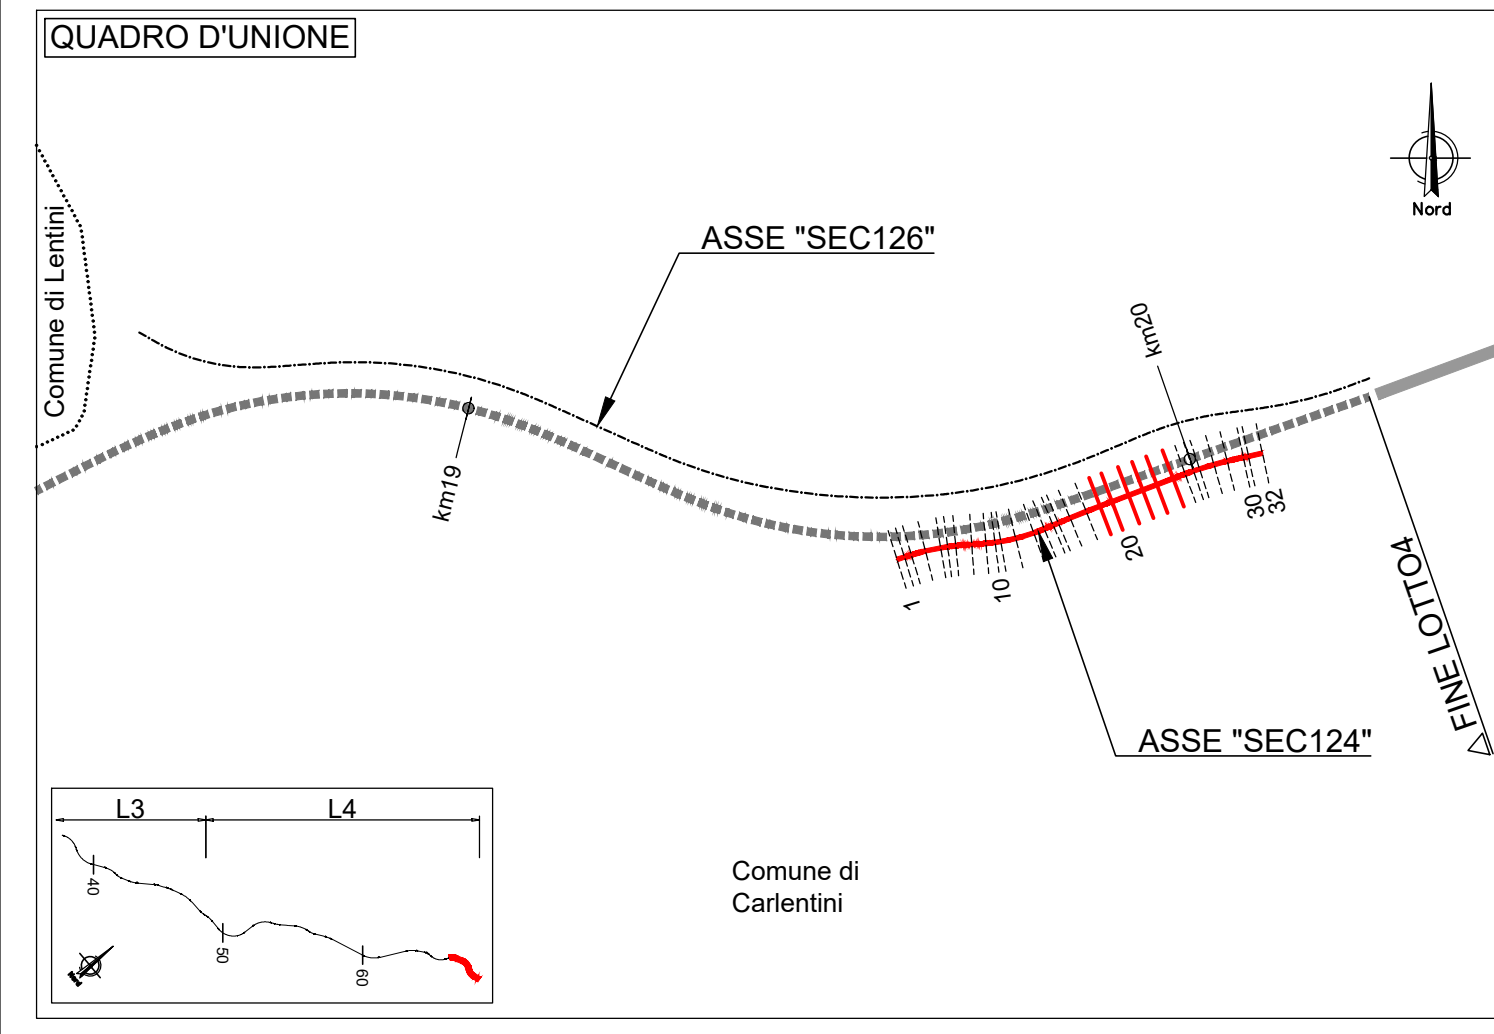 QUADRO D'UNIONE
Nord
Comune di Lentini
ASSE "SEC126"
km20
km19
30
32
20
10
1
FINE LOTTO4
ASSE "SEC124"
L3
L4
40
50
60
Comune di
Carlentini